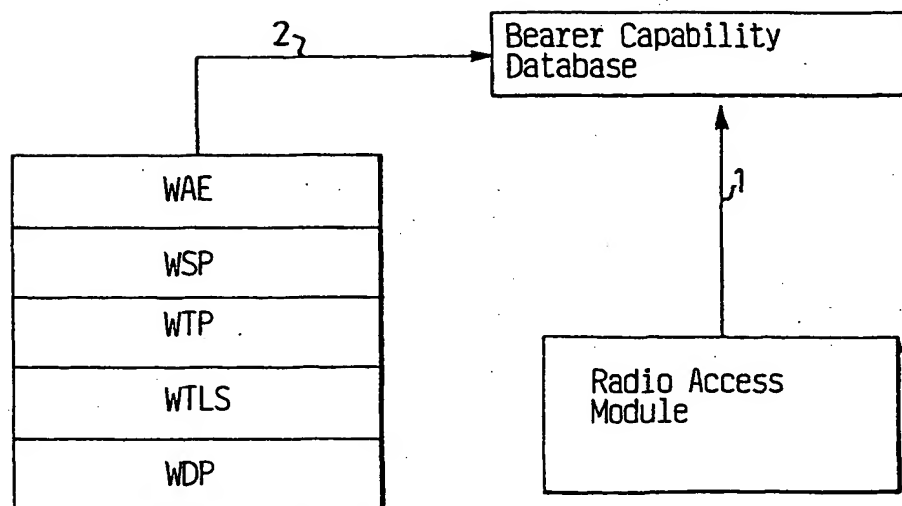 2
Bearer Capability
Database
WAE
1
WSP
WTP
WTLS
Radio Access
Module
WDP